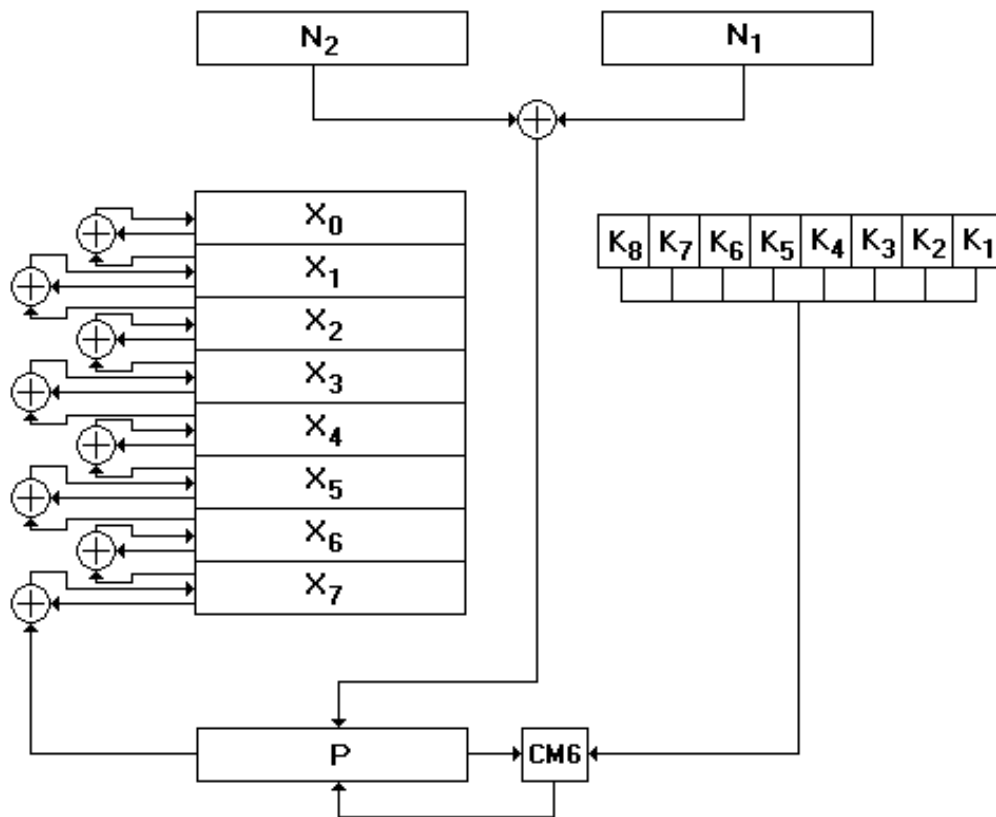 N₂ N₁
X₀
K₈ K₇ K₆ K₅ K₄ K₃ K₂ K₁
X₁
X₂
X₃
X₄
X₅
X₆
X₇
P CM6